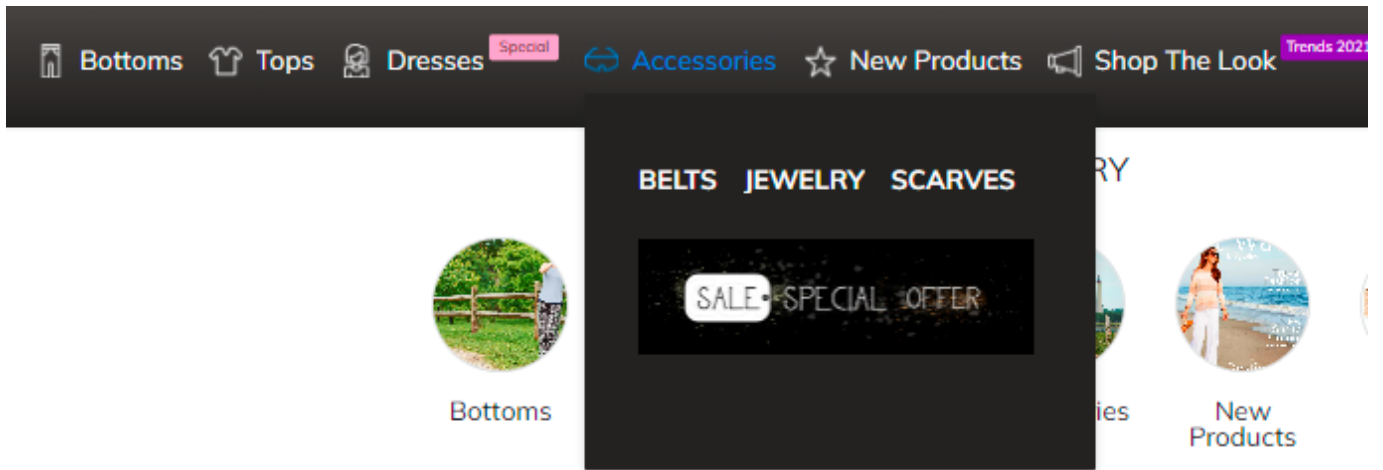 Bottoms Tops Dresses Special Accessories New Products Shop The Look Trends 2021
RY
BELTS JEWELRY SCARVES
SALE SPECIAL OFFER
Bottoms
ies
New
Products